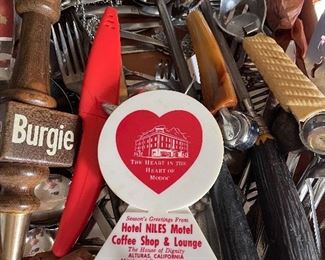 Burgie
THE HEART IN THE
HEART OF
MODOC
Season's Greetings From
Hotel NILES Motel
Coffee Shop & Lounge
The House of Dignity
ALTURAS, CALIFORNIA